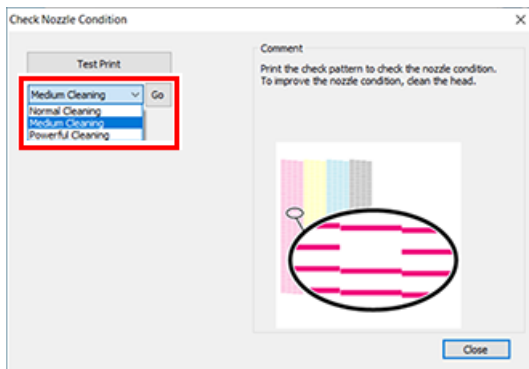 Check Nozzle Condition
Test Print
Medium Cleaning
Go
Normal Cleaning
Medium Cleaning
Powerful Cleaning
Comment
Print the check pattern to check the nozzle condition.
To improve the nozzle condition, clean the head.
Close